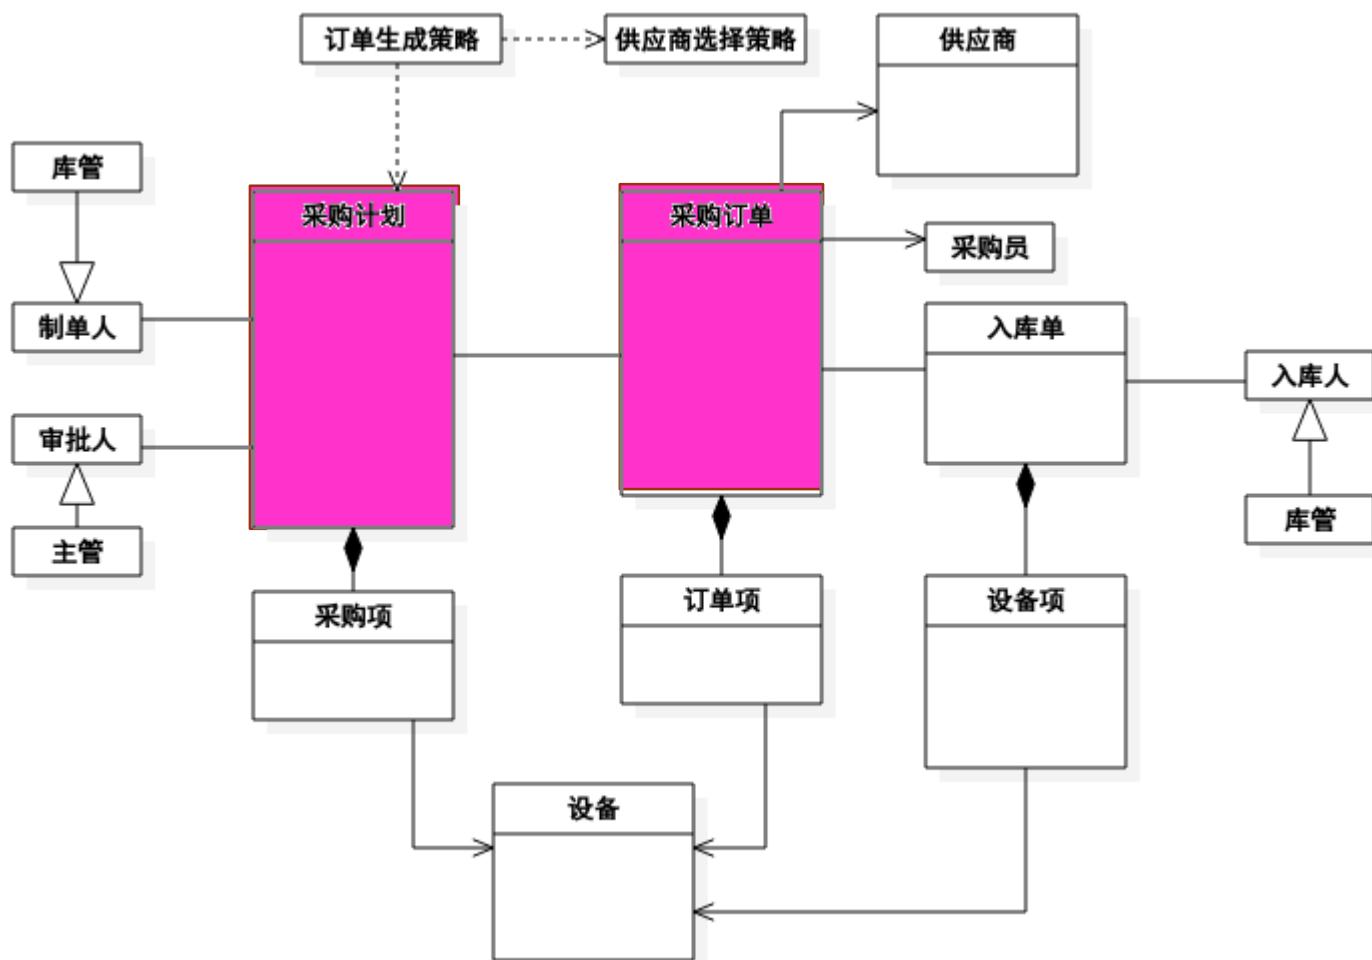 订单生成策略
供应商选择策略
供应商
库管
采购计划
采购订单
采购员
制单人
入库单
入库人
审批人
库管
主管
采购项
订单项
设备项
设备